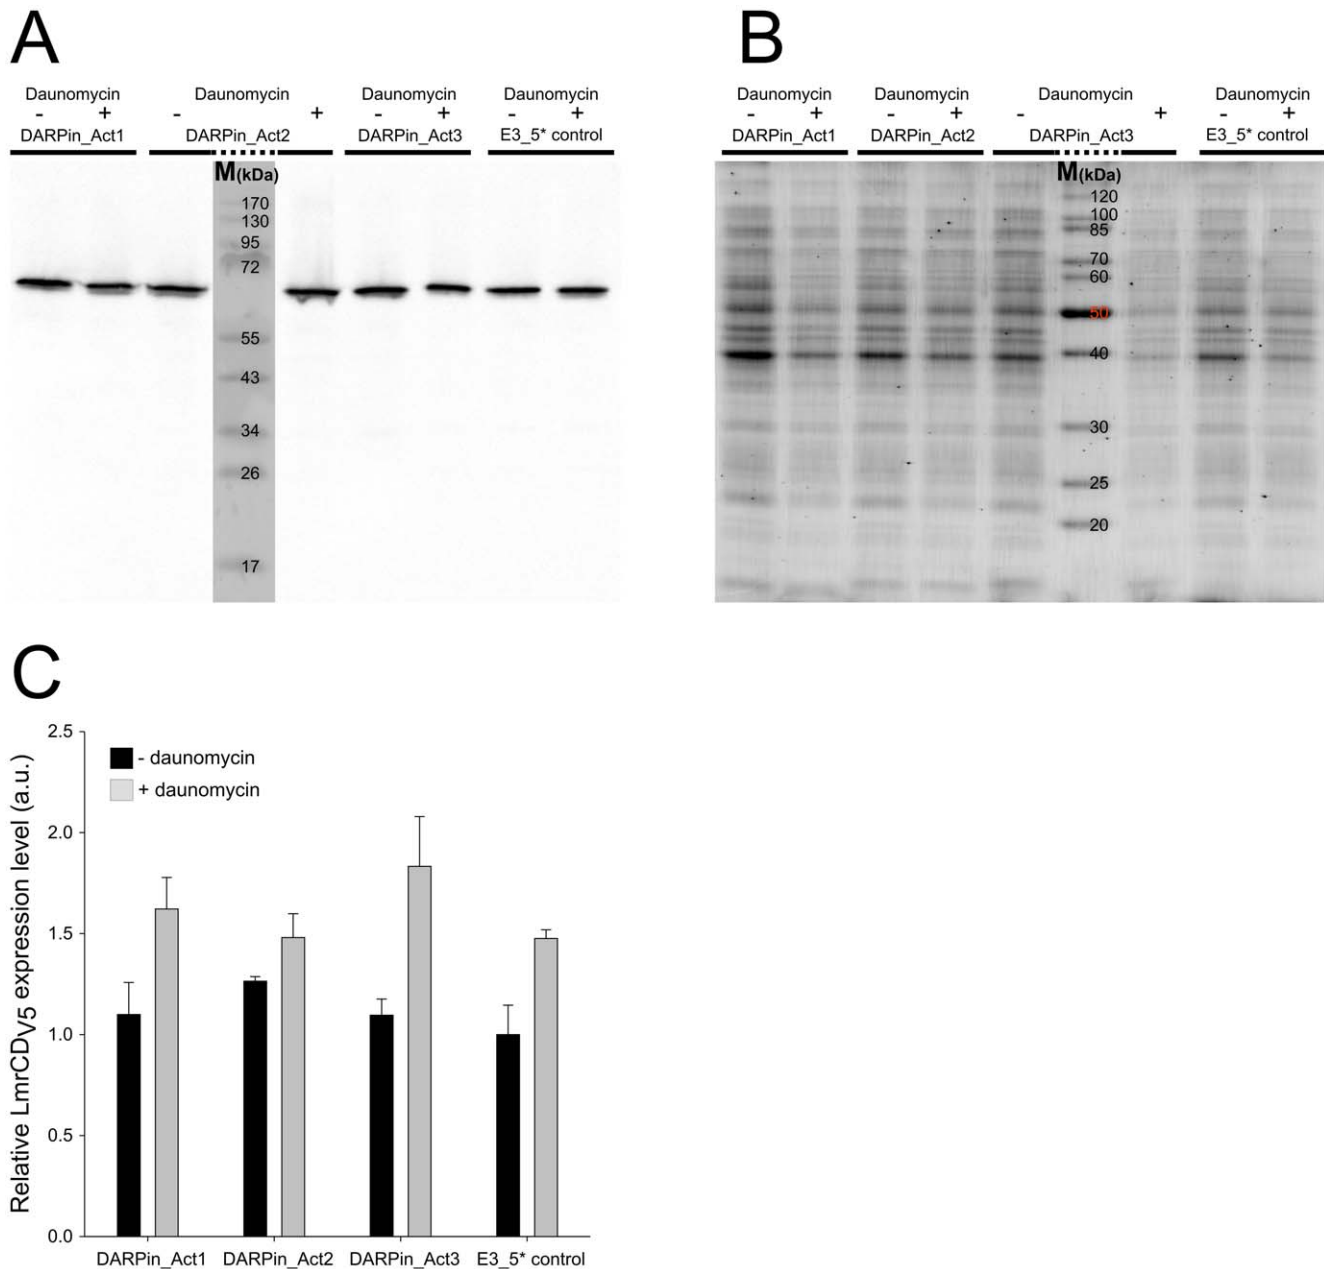 A
Daunomycin Daunomycin Daunomycin Daunomycin
- + - + - + - +
DARPin_Act1 DARPin_Act2 DARPin_Act3 E3_5* control
M(kDa)
170
130
95
72
55
43
34
26
17
B
Daunomycin Daunomycin Daunomycin Daunomycin
- + - + - + - +
DARPin_Act1 DARPin_Act2 DARPin_Act3 E3_5* control
M(kDa)
120
100
85
70
60
50
40
30
25
20
C
Relative LmrCDV5 expression level (a.u.)
2.5
2.0
1.5
1.0
0.5
0.0
- daunomycin
+ daunomycin
DARPin_Act1 DARPin_Act2 DARPin_Act3 E3_5* control